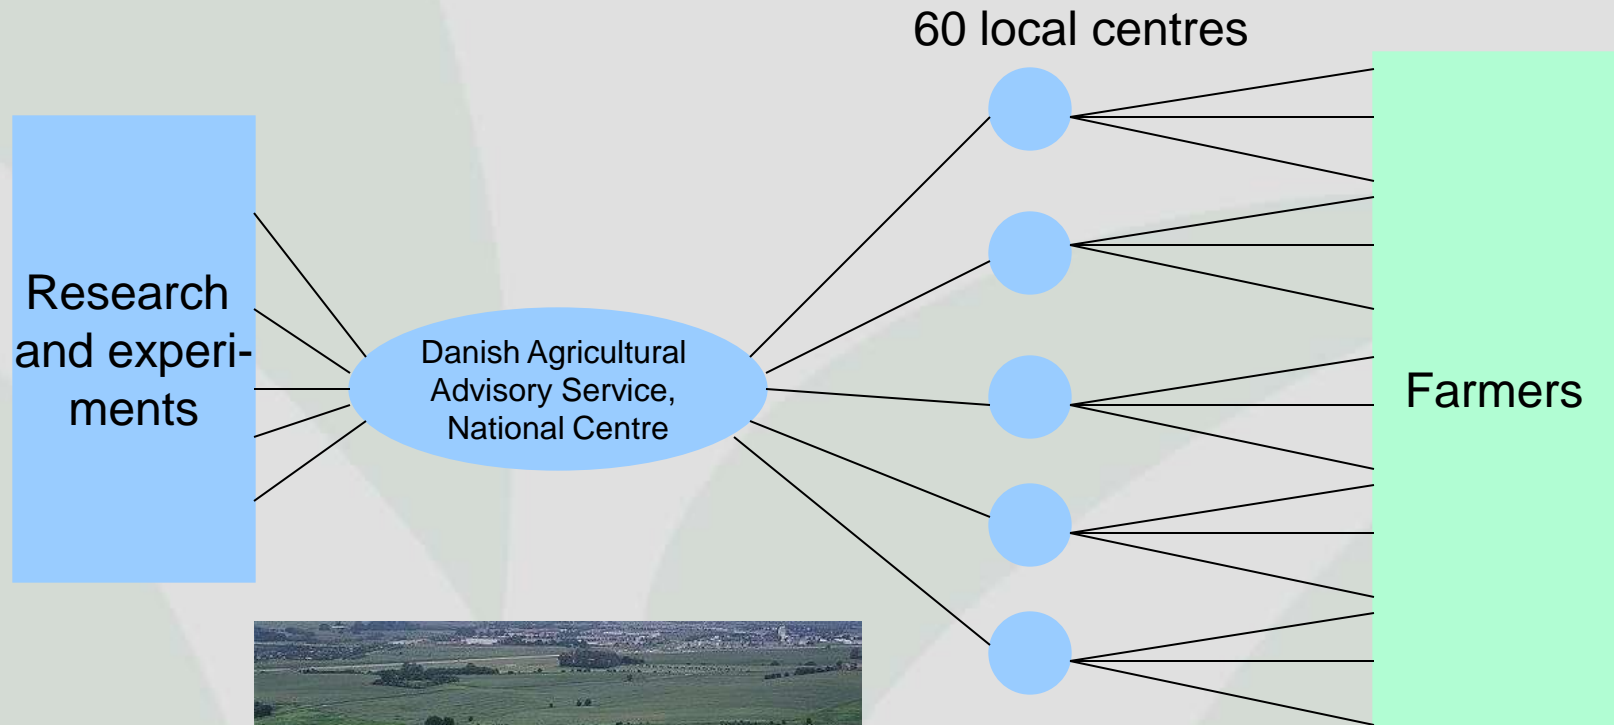 60 local centres
Research
and experi-
ments
Danish Agricultural
Advisory Service,
National Centre
Farmers